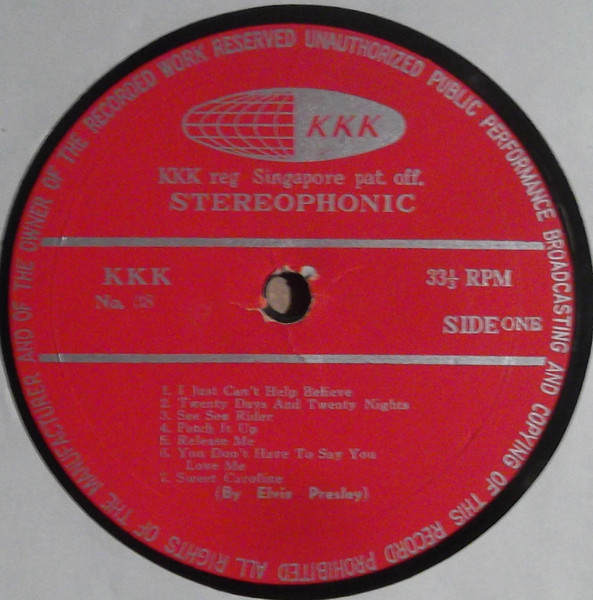 RIGHTS OF THE MANUFACTURER AND OF THE OWNER OF THE RECORDED WORK RESERVED UNAUTHORIZED PUBLIC PERFORMANCE BROADCASTING AND COPYING OF THIS RECORD PROHIBITED ALL
KKK
KKK reg Singapore pat. off.
STEREOPHONIC
KKK
No. 38
33⅓ RPM
SIDE ONE
1. I Just Can't Help Believe
2. Twenty Days And Twenty Nights
3. See See Rider
4. Patch It Up
5. Release Me
6. You Don't Have To Say You
Love Me
7. Sweet Caroline
(By Elvis Presley)